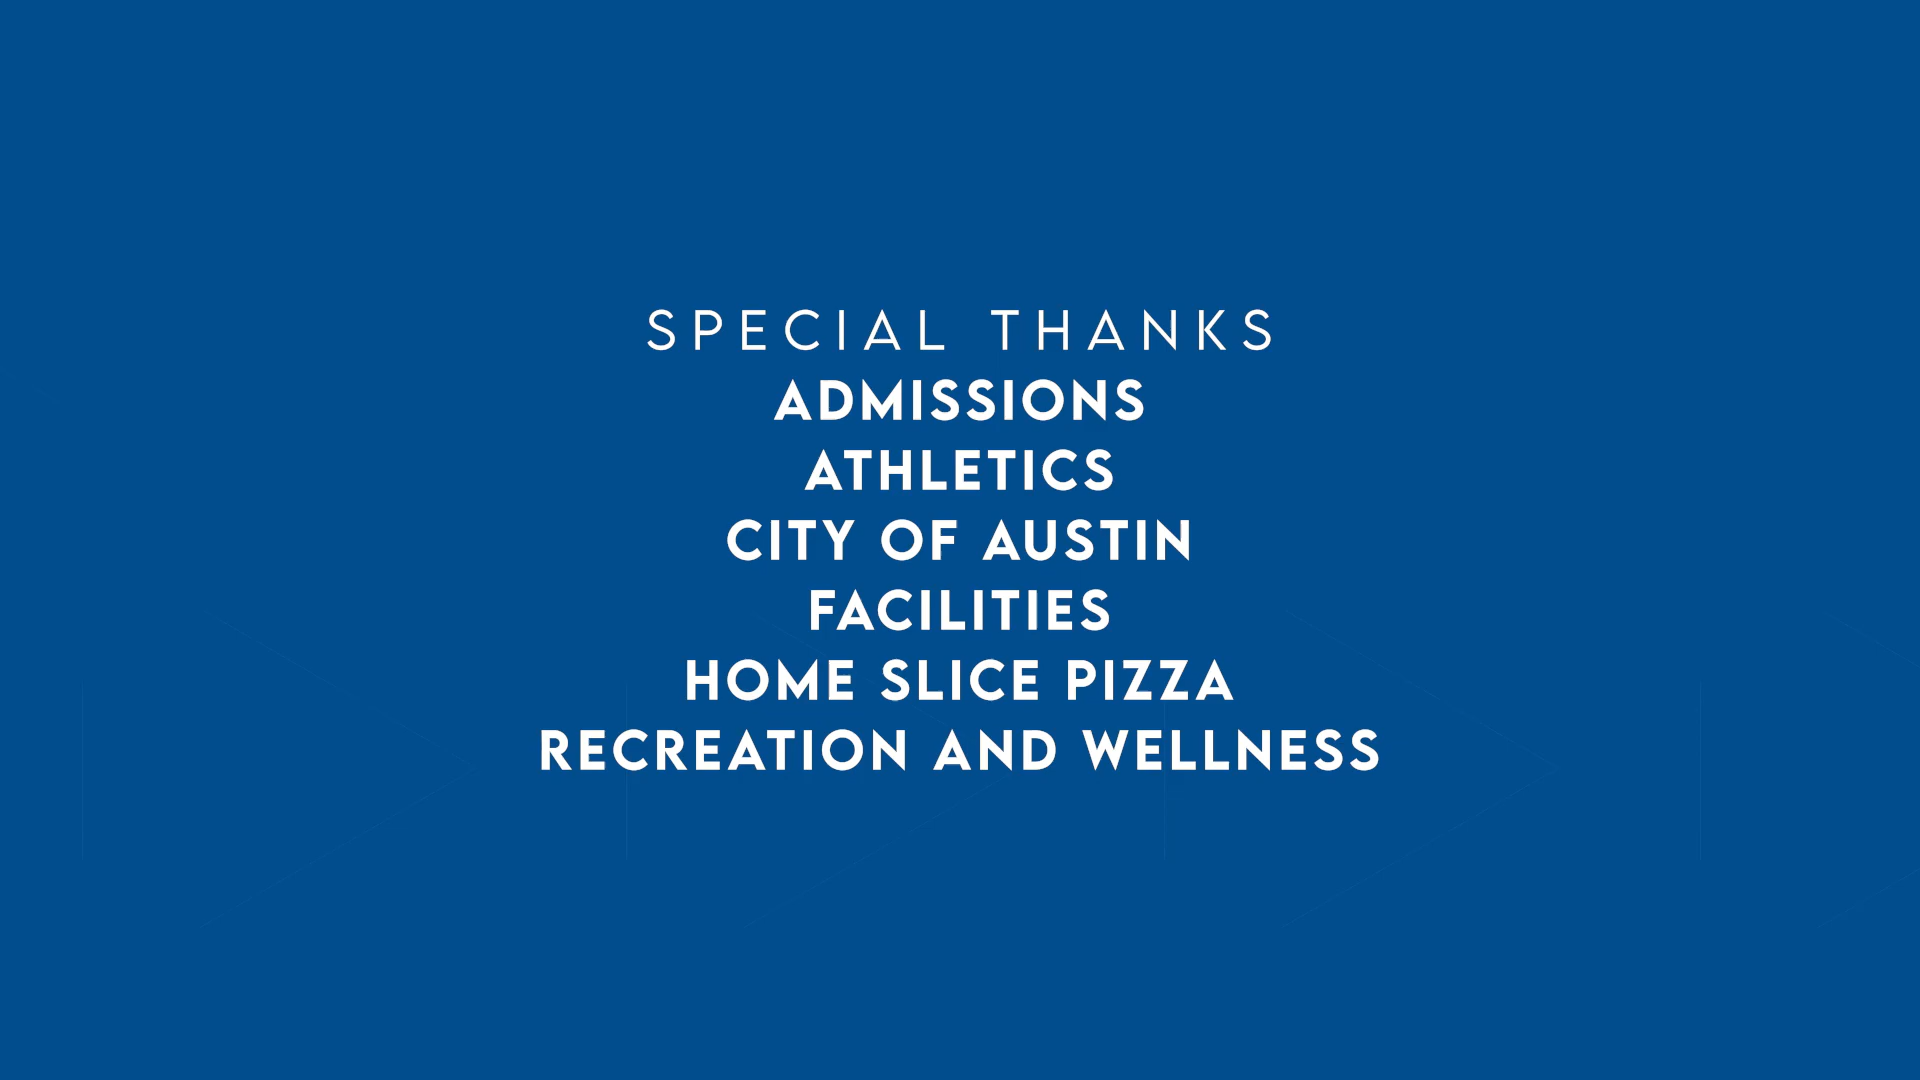 SPECIAL THANKS
ADMISSIONS
ATHLETICS
CITY OF AUSTIN
FACILITIES
HOME SLICE PIZZA
RECREATION AND WELLNESS